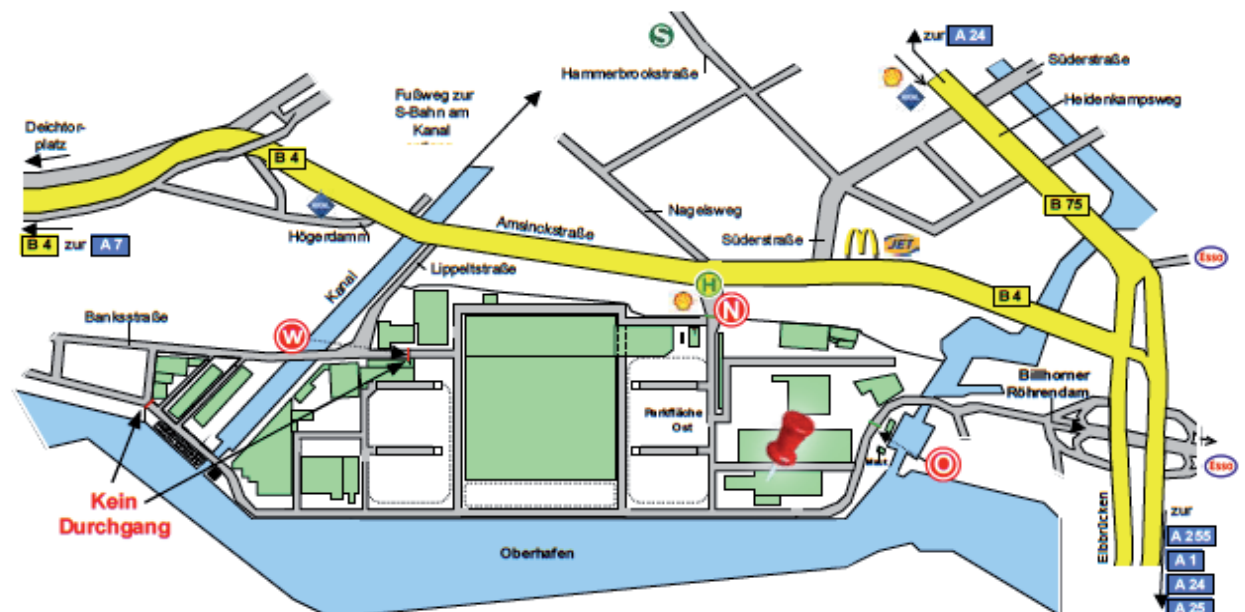 S
zur A 24
Süderstraße
Hammerbrookstraße
Fußweg zur
S-Bahn am
Kanal
Heidenkampsweg
Deichtor-
platz
B 4
Högerdamm
B 4 zur A 7
Amsinckstraße
Nagelsweg
Süderstraße
JET
B 75
Esso
Lippeltstraße
Kanal
H
N
B 4
Banksstraße
W
Billhorner
Röhrendam
Parkfläche
Ost
O
Esso
Kein
Durchgang
Oberhafen
Elbbrücken
zur
A 255
A 1
A 24
A 25